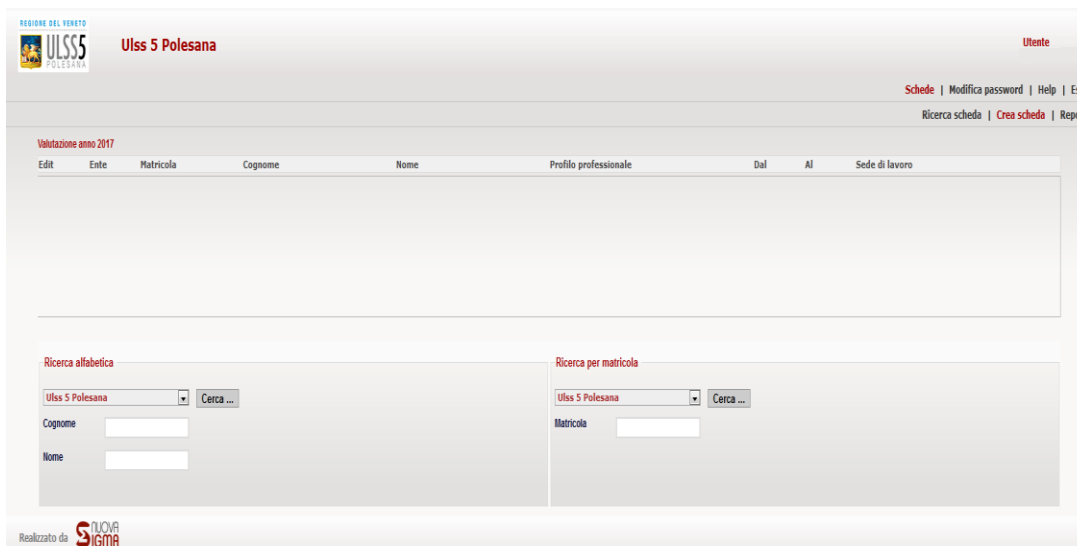 REGIONE DEL VENETO
ULSS5
POLESANA
Ulss 5 Polesana
Utente
Schede | Modifica password | Help | E
Ricerca scheda | Crea scheda | Rep
Valutazione anno 2017
Edit Ente Matricola Cognome Nome Profilo professionale Dal Al Sede di lavoro
Ricerca alfabetica
Ulss 5 Polesana Cerca ...
Cognome
Nome
Ricerca per matricola
Ulss 5 Polesana Cerca ...
Matricola
Realizzato da NUOVA SIGMA